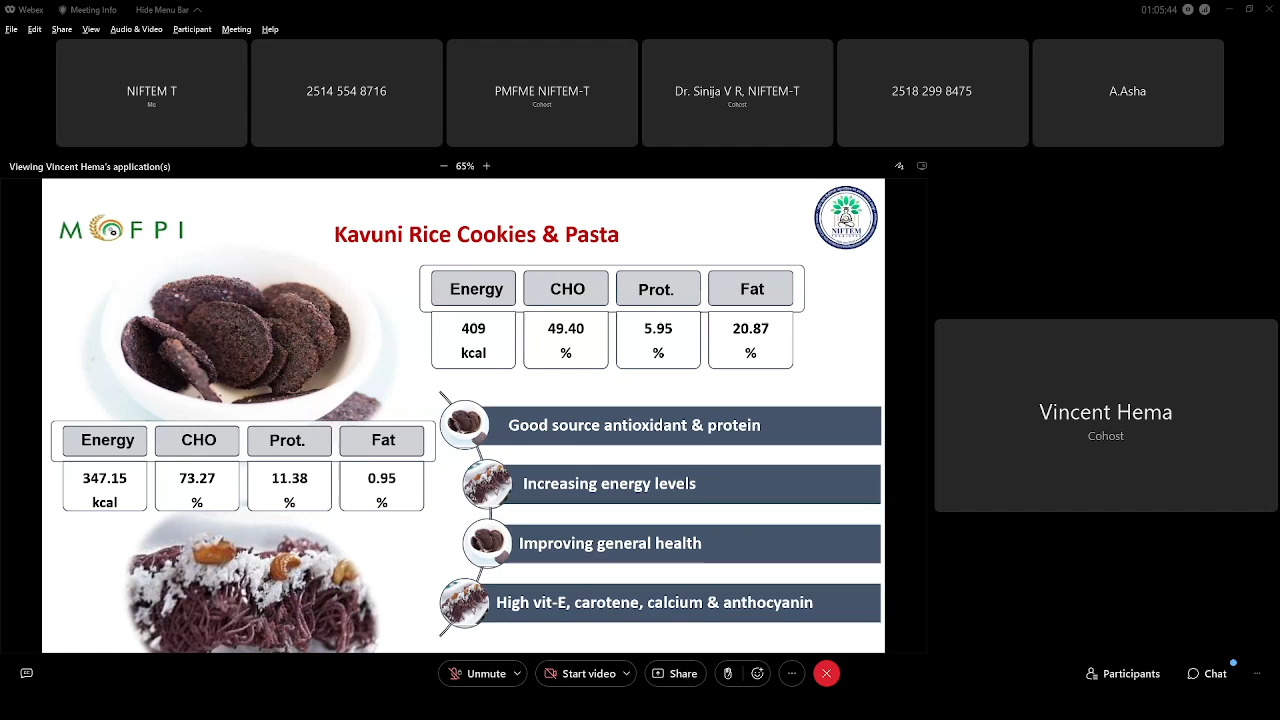 Webex
Meeting Info
Hide Menu Bar
01:05:44
File Edit Share View Audio & Video Participant Meeting Help
NIFTEM T
Me
2514 554 8716
PMFME NIFTEM-T
Cohost
Dr. Sinija V R, NIFTEM-T
Cohost
2518 299 8475
A.Asha
Viewing Vincent Hema's application(s)
65%
MOFPI
Kavuni Rice Cookies & Pasta
NIFTEM
Energy CHO Prot. Fat
409 49.40 5.95 20.87
kcal % % %
Good source antioxidant & protein
Energy CHO Prot. Fat
347.15 73.27 11.38 0.95
kcal % % %
Increasing energy levels
Improving general health
High vit-E, carotene, calcium & anthocyanin
Vincent Hema
Cohost
Unmute
Start video
Share
Participants
Chat